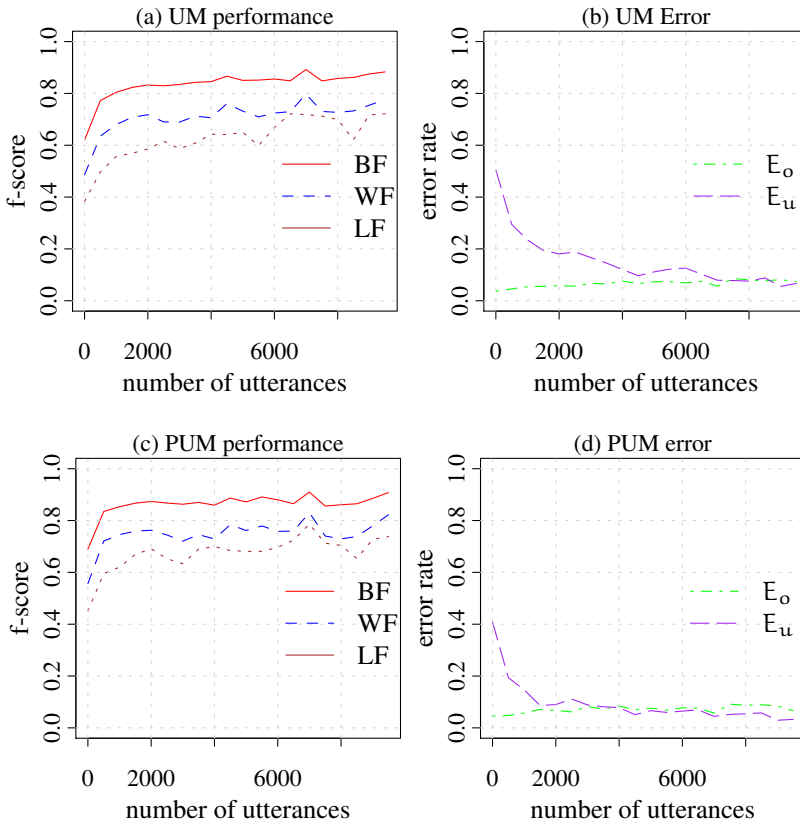 (a) UM performance
f-score
1.0
0.8
0.6
0.4
0.2
0.0
BF
WF
LF
0 2000 6000
number of utterances
(b) UM Error
error rate
1.0
0.8
0.6
0.4
0.2
0.0
E_o
E_u
0 2000 6000
number of utterances
(c) PUM performance
f-score
1.0
0.8
0.6
0.4
0.2
0.0
BF
WF
LF
0 2000 6000
number of utterances
(d) PUM error
error rate
1.0
0.8
0.6
0.4
0.2
0.0
E_o
E_u
0 2000 6000
number of utterances